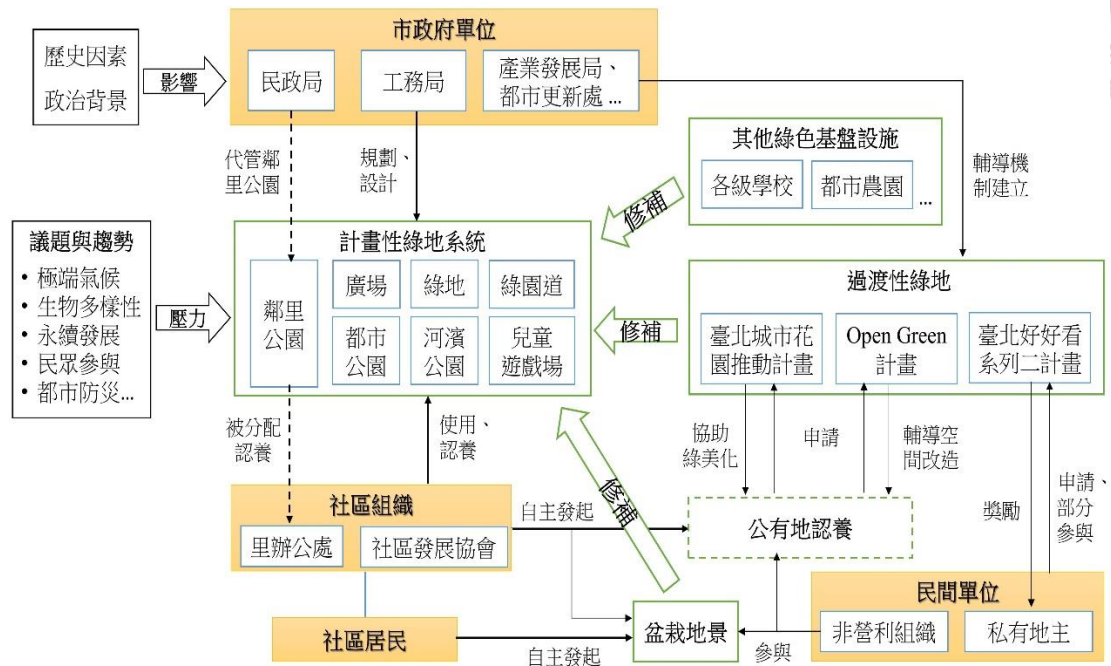 市政府單位
歷史因素
政治背景
影響
民政局
工務局
產業發展局、
都市更新處 ...
代管鄰
里公園
規劃、
設計
其他綠色基盤設施
各級學校
都市農園
...
輔導機
制建立
修補
議題與趨勢
• 極端氣候
• 生物多樣性
• 永續發展
• 民眾參與
• 都市防災...
壓力
計畫性綠地系統
鄰里
公園
廣場
綠地
綠園道
都市
公園
河濱
公園
兒童
遊戲場
修補
過渡性綠地
臺北城市花
園推動計畫
Open Green
計畫
臺北好好看
系列二計畫
被分配
認養
使用、
認養
協助
綠美化
申請
輔導空
間改造
獎勵
申請、
部分
參與
修補
社區組織
里辦公處
社區發展協會
自主發起
公有地認養
社區居民
自主發起
盆栽地景
參與
民間單位
非營利組織
私有地主